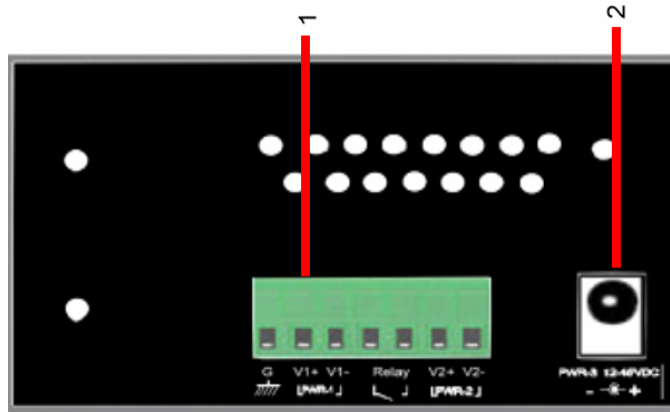 1 2
G V1+ V1- Relay V2+ V2-
PWR-1 PWR-2
PWR-3 12-48VDC
- +